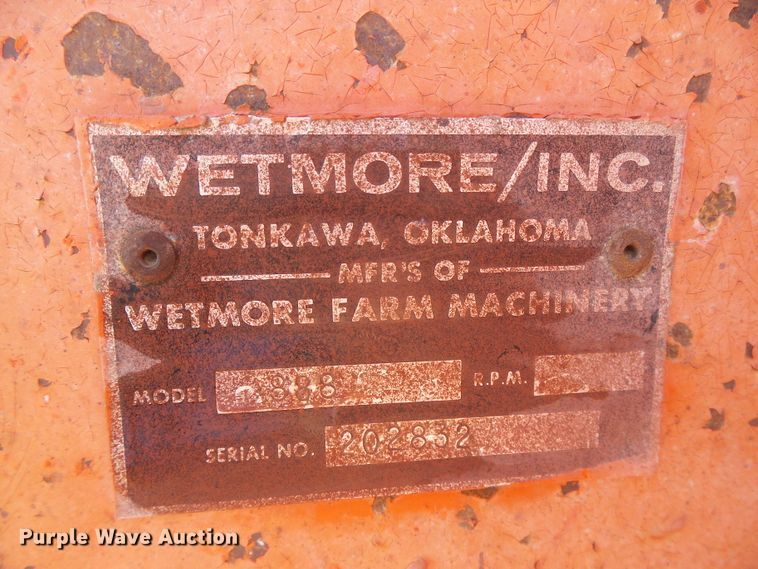 WETMORE/INC.
TONKAWA, OKLAHOMA
MFR'S OF
WETMORE FARM MACHINERY
MODEL R.P.M.
SERIAL NO. 202852
Purple Wave Auction®